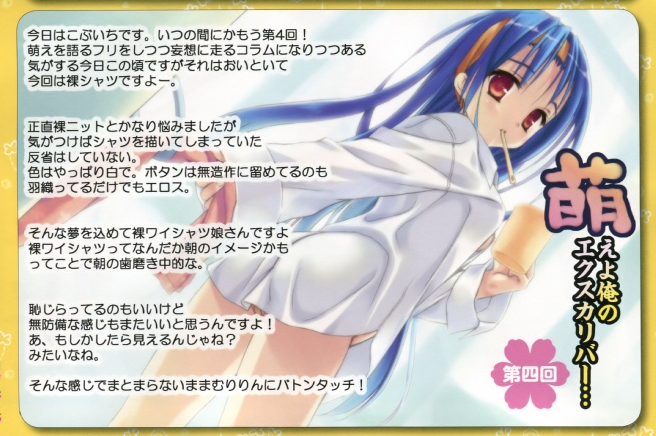 今日はこぶいちです。いつの間にかもう第4回！
萌えを語るフリをしつつ妄想に走るコラムになりつつある
気がする今日この頃ですがそれはおいといて
今回は裸シャツですよー。
正直裸ニットとかなり悩みましたが
気がつけばシャツを描いてしまっていた
反省はしていない。
色はやっぱり白で。ボタンは無造作に留めてるのも
羽織ってるだけでもエロス。
そんな夢を込めて裸ワイシャツ娘さんですよ
裸ワイシャツってなんだか朝のイメージかも
ってことで朝の歯磨き中的な。
恥じらってるのもいいけど
無防備な感じもまたいいと思うんですよ！
あ、もしかしたら見えるんじゃね？
みたいなね。
そんな感じでまとまらないままむりりんにバトンタッチ！
萌えよ俺の
エクスカリバー…
第四回